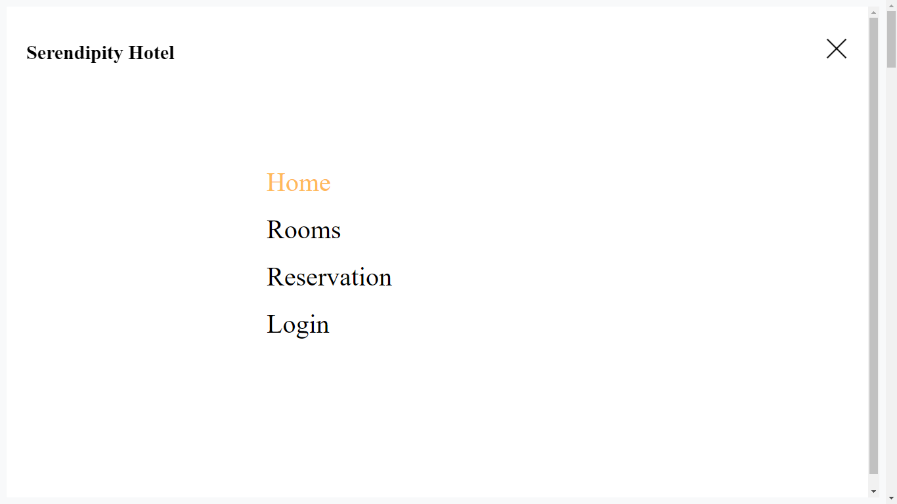 Serendipity Hotel
Home
Rooms
Reservation
Login